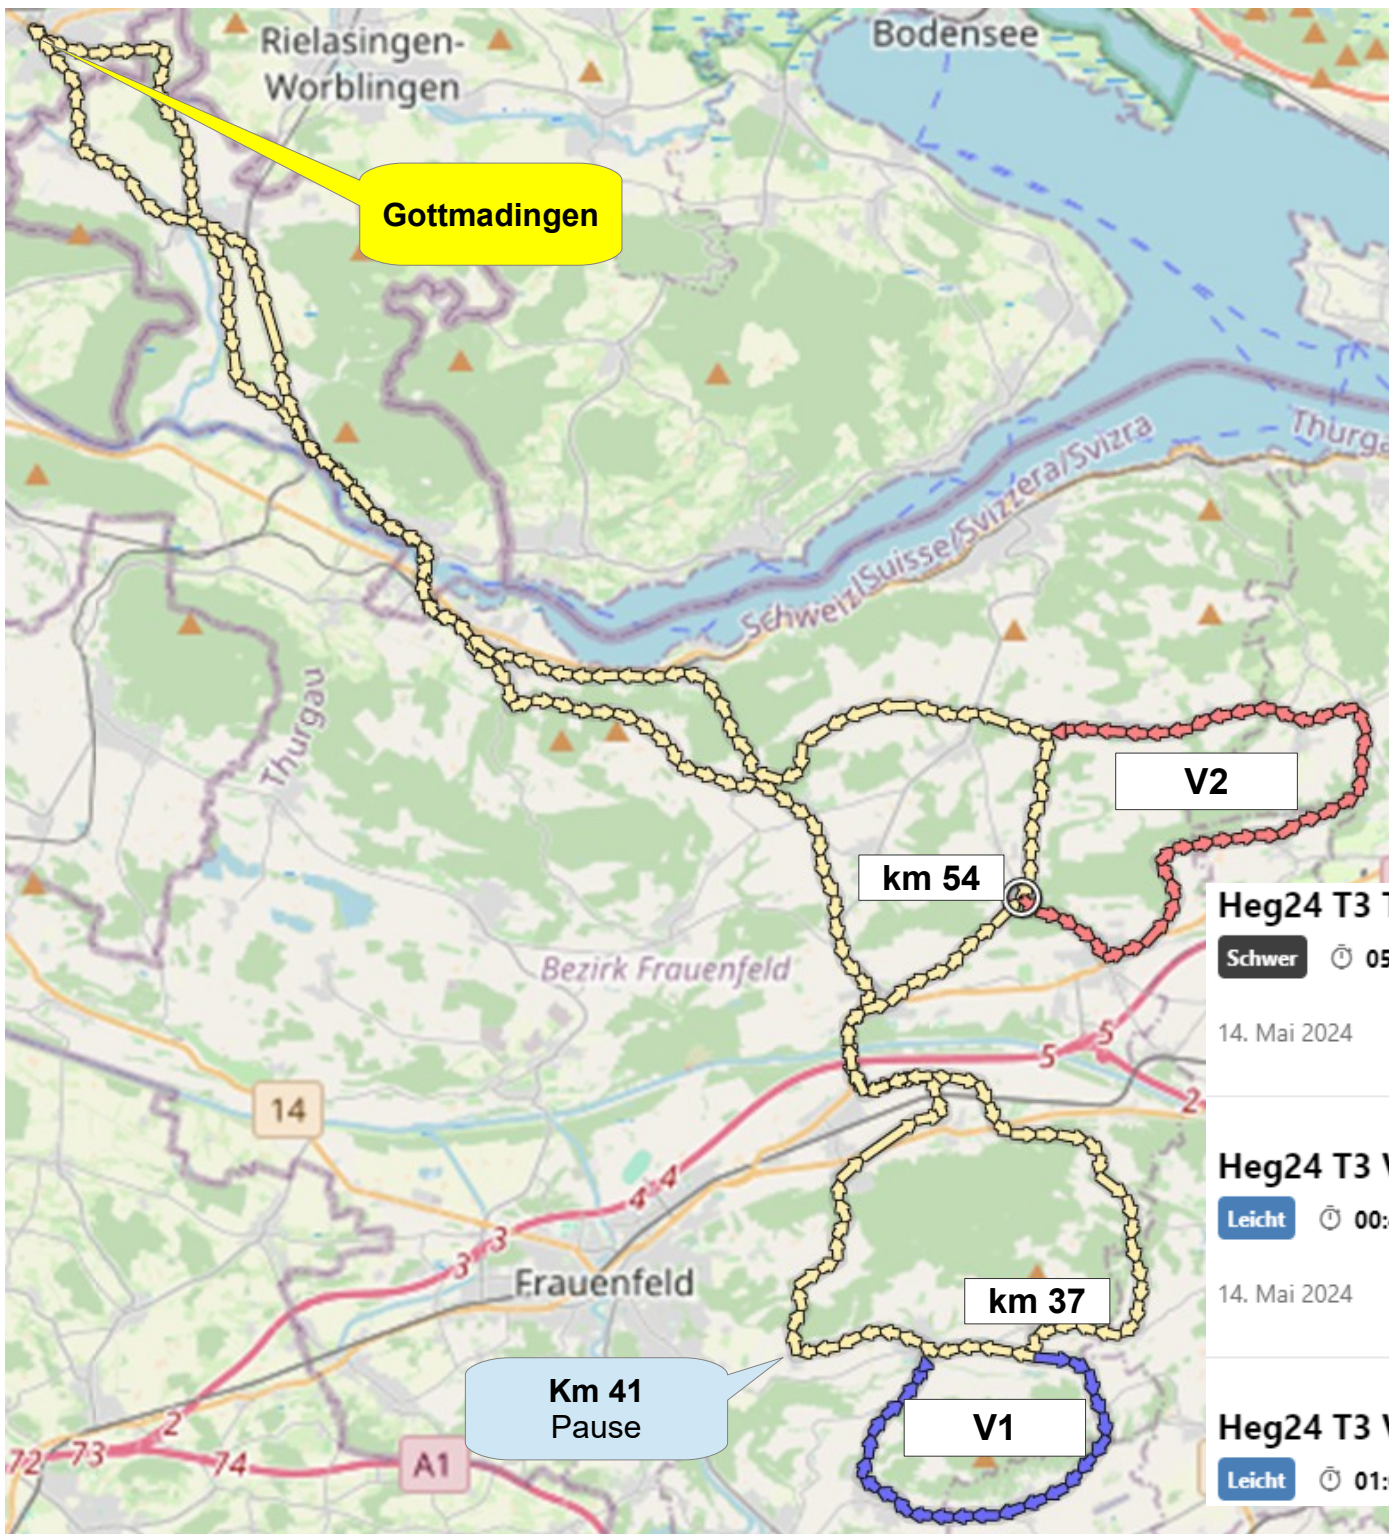 Rielasingen-
Worblingen
Bodensee
Gottmadingen
Thurga
Schweiz/Suisse/Svizzera/Svizra
Thurgau
V2
km 54
Heg24 T3 T
Schwer 05
14. Mai 2024
Bezirk Frauenfeld
5
5
2
14
4
4
3
3
Heg24 T3 V
Leicht 00:
14. Mai 2024
Frauenfeld
km 37
Km 41
Pause
V1
2
72
73
74
A1
Heg24 T3 V
Leicht 01: